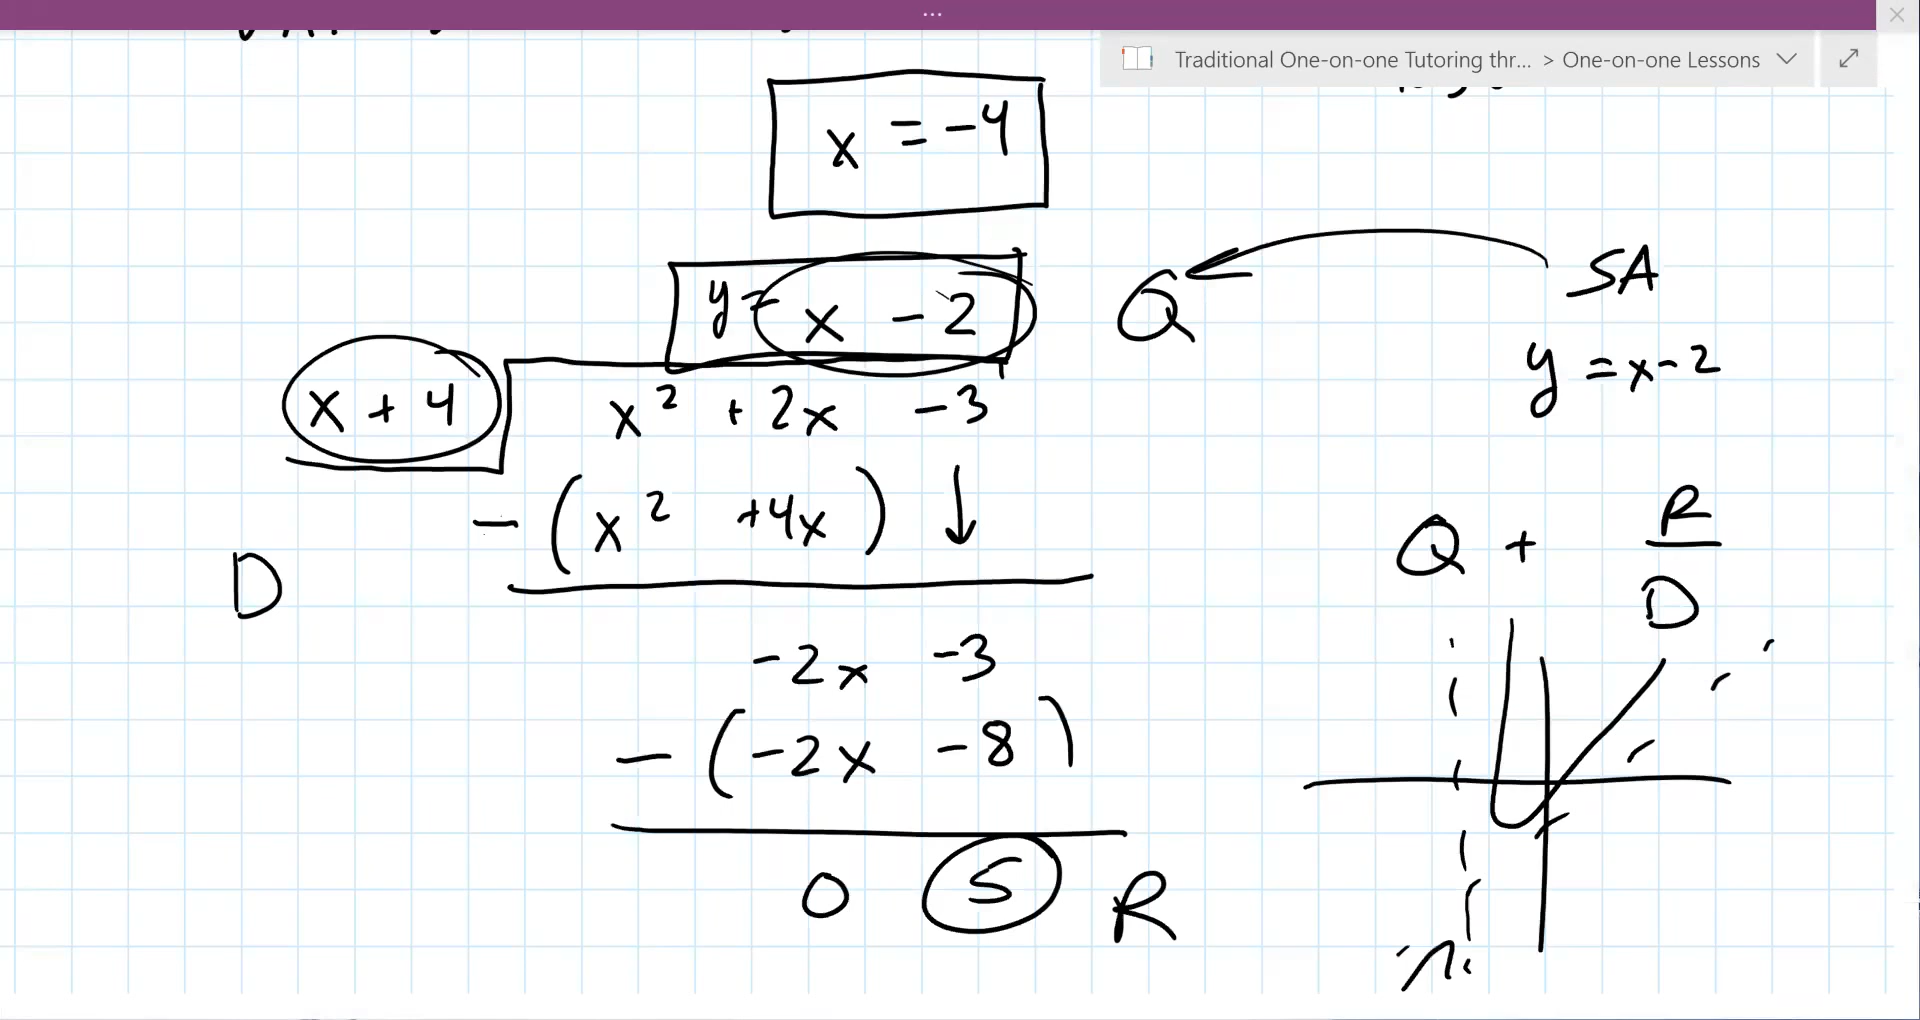 Traditional One-on-one Tutoring thr... > One-on-one Lessons
x = -4
y = x - 2
Q
SA
y = x-2
x + 4
x² + 2x -3
- (x² +4x)
D
Q + R/D
-2x -3
- (-2x -8)
0 5 R